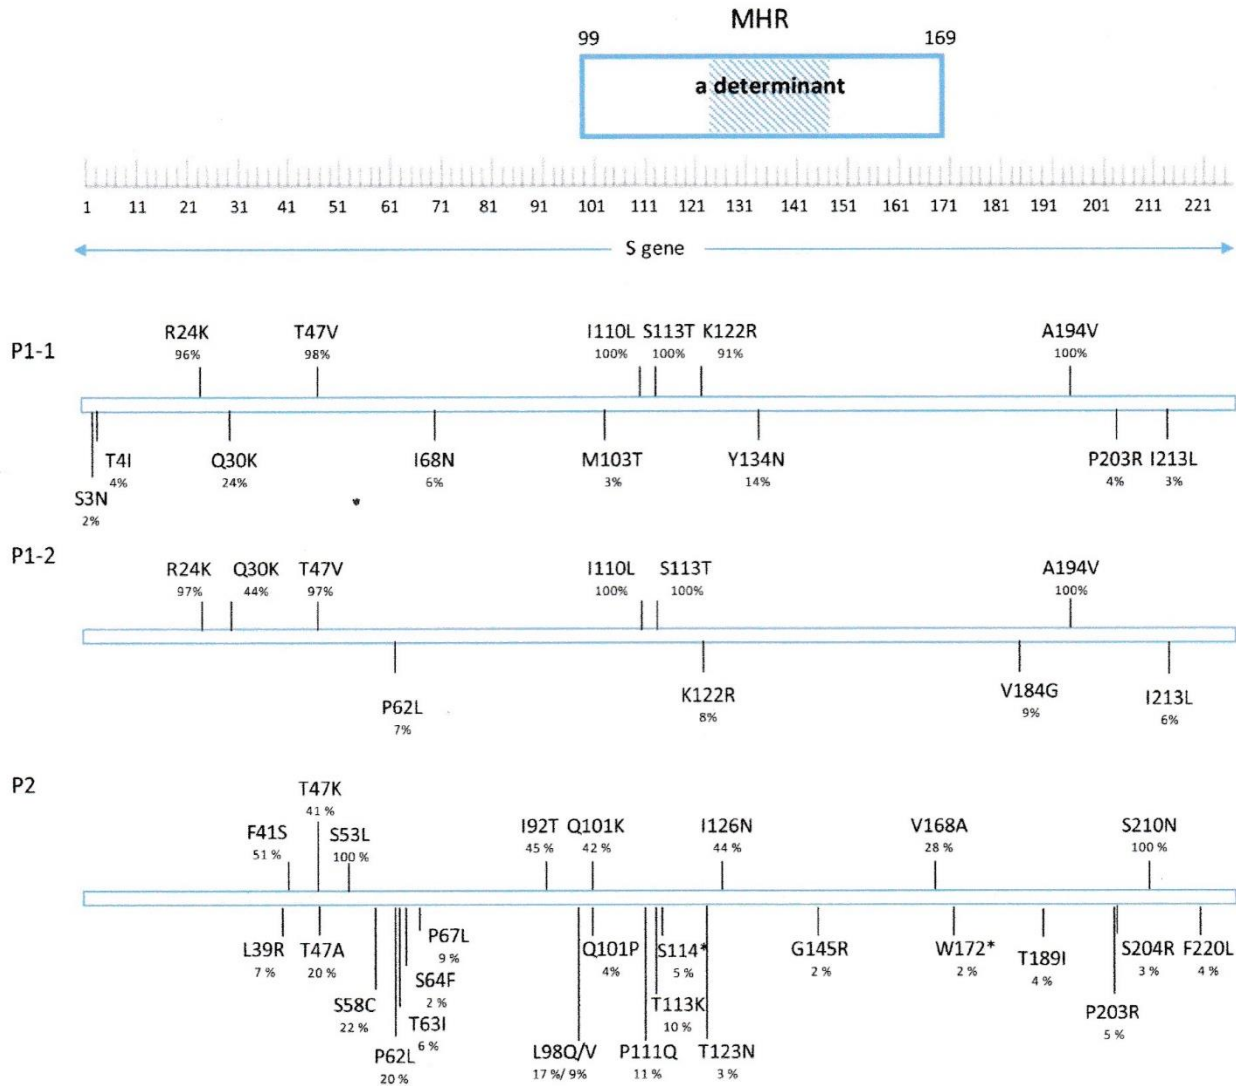 MHR
99 169
a determinant
1 11 21 31 41 51 61 71 81 91 101 111 121 131 141 151 161 171 181 191 201 211 221
S gene
P1-1
R24K T47V I110L S113T K122R A194V
96% 98% 100% 100% 91% 100%
T4I Q30K I68N M103T Y134N P203R I213L
4% 24% 6% 3% 14% 4% 3%
S3N
2%
P1-2
R24K Q30K T47V I110L S113T A194V
97% 44% 97% 100% 100% 100%
P62L K122R V184G I213L
7% 8% 9% 6%
P2
T47K
41 %
F41S S53L I92T Q101K I126N V168A S210N
51 % 100 % 45 % 42 % 44 % 28 % 100 %
L39R T47A P67L Q101P S114* G145R W172* T189I S204R F220L
7 % 20 % 9 % 4% 5 % 2 % 2 % 4 % 3 % 4 %
S58C S64F T113K P203R
22 % 2 % 10 % 5 %
T63I
6 %
P62L L98Q/V P111Q T123N
20 % 17 %/ 9% 11 % 3 %